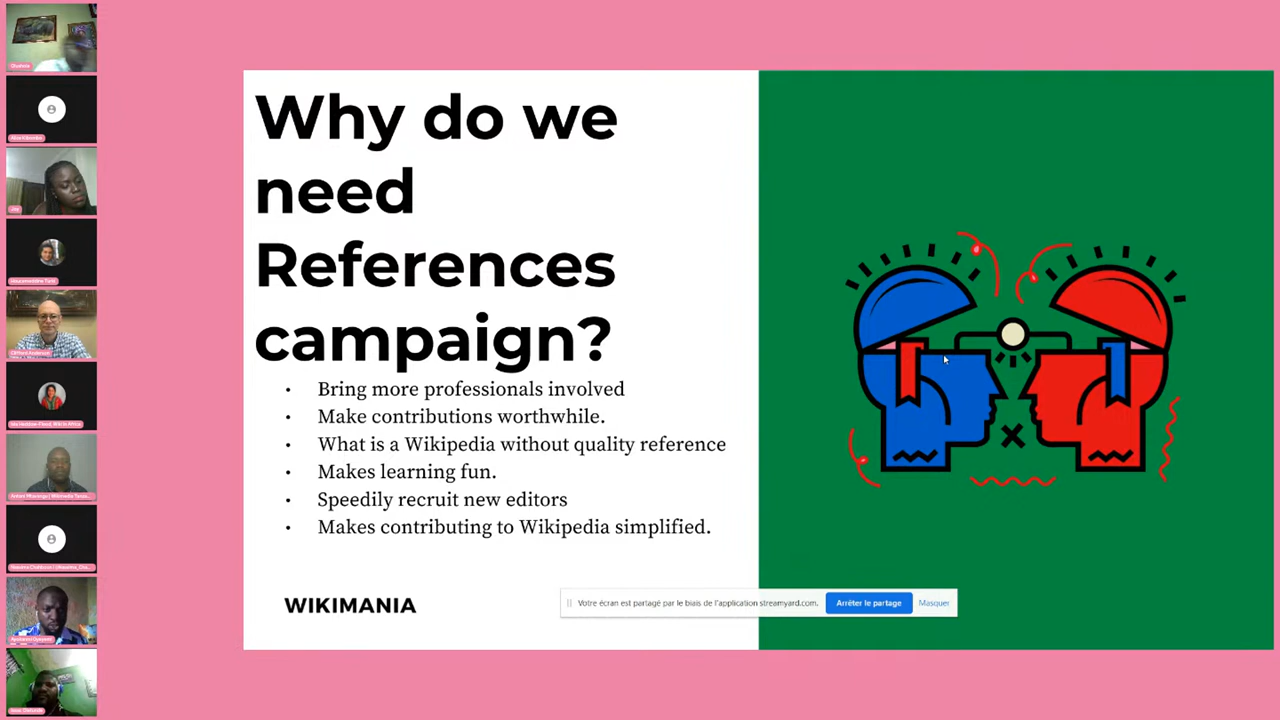 Why do we
need
References
campaign?
• Bring more professionals involved
• Make contributions worthwhile.
• What is a Wikipedia without quality reference
• Makes learning fun.
• Speedily recruit new editors
• Makes contributing to Wikipedia simplified.
WIKIMANIA
Votre écran est partagé par le biais de l'application streamyard.com. Arrêter le partage Masquer
Clifford Anderson